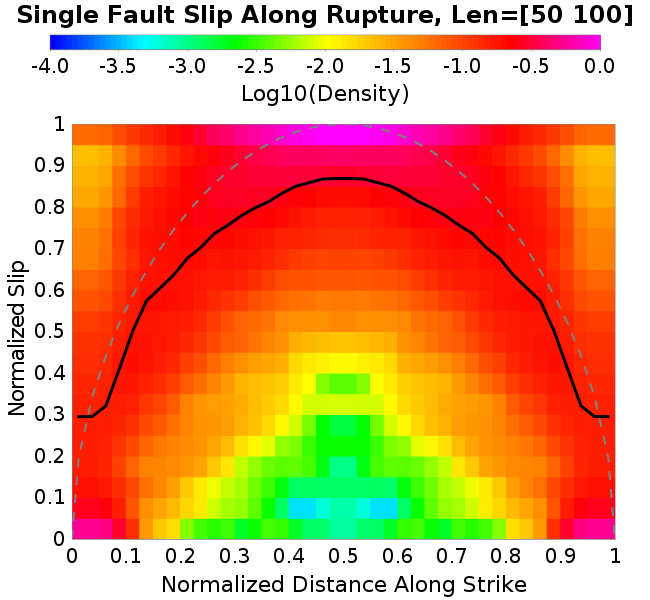 Single Fault Slip Along Rupture, Len=[50 100]
-4.0 -3.5 -3.0 -2.5 -2.0 -1.5 -1.0 -0.5 0.0
Log10(Density)
1
0.9
0.8
0.7
0.6
0.5
0.4
0.3
0.2
0.1
0
Normalized Slip
0 0.1 0.2 0.3 0.4 0.5 0.6 0.7 0.8 0.9 1
Normalized Distance Along Strike